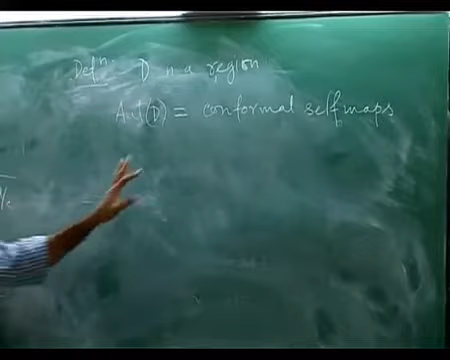 Defⁿ: D is a region
Aut(D) = conformal selfmaps